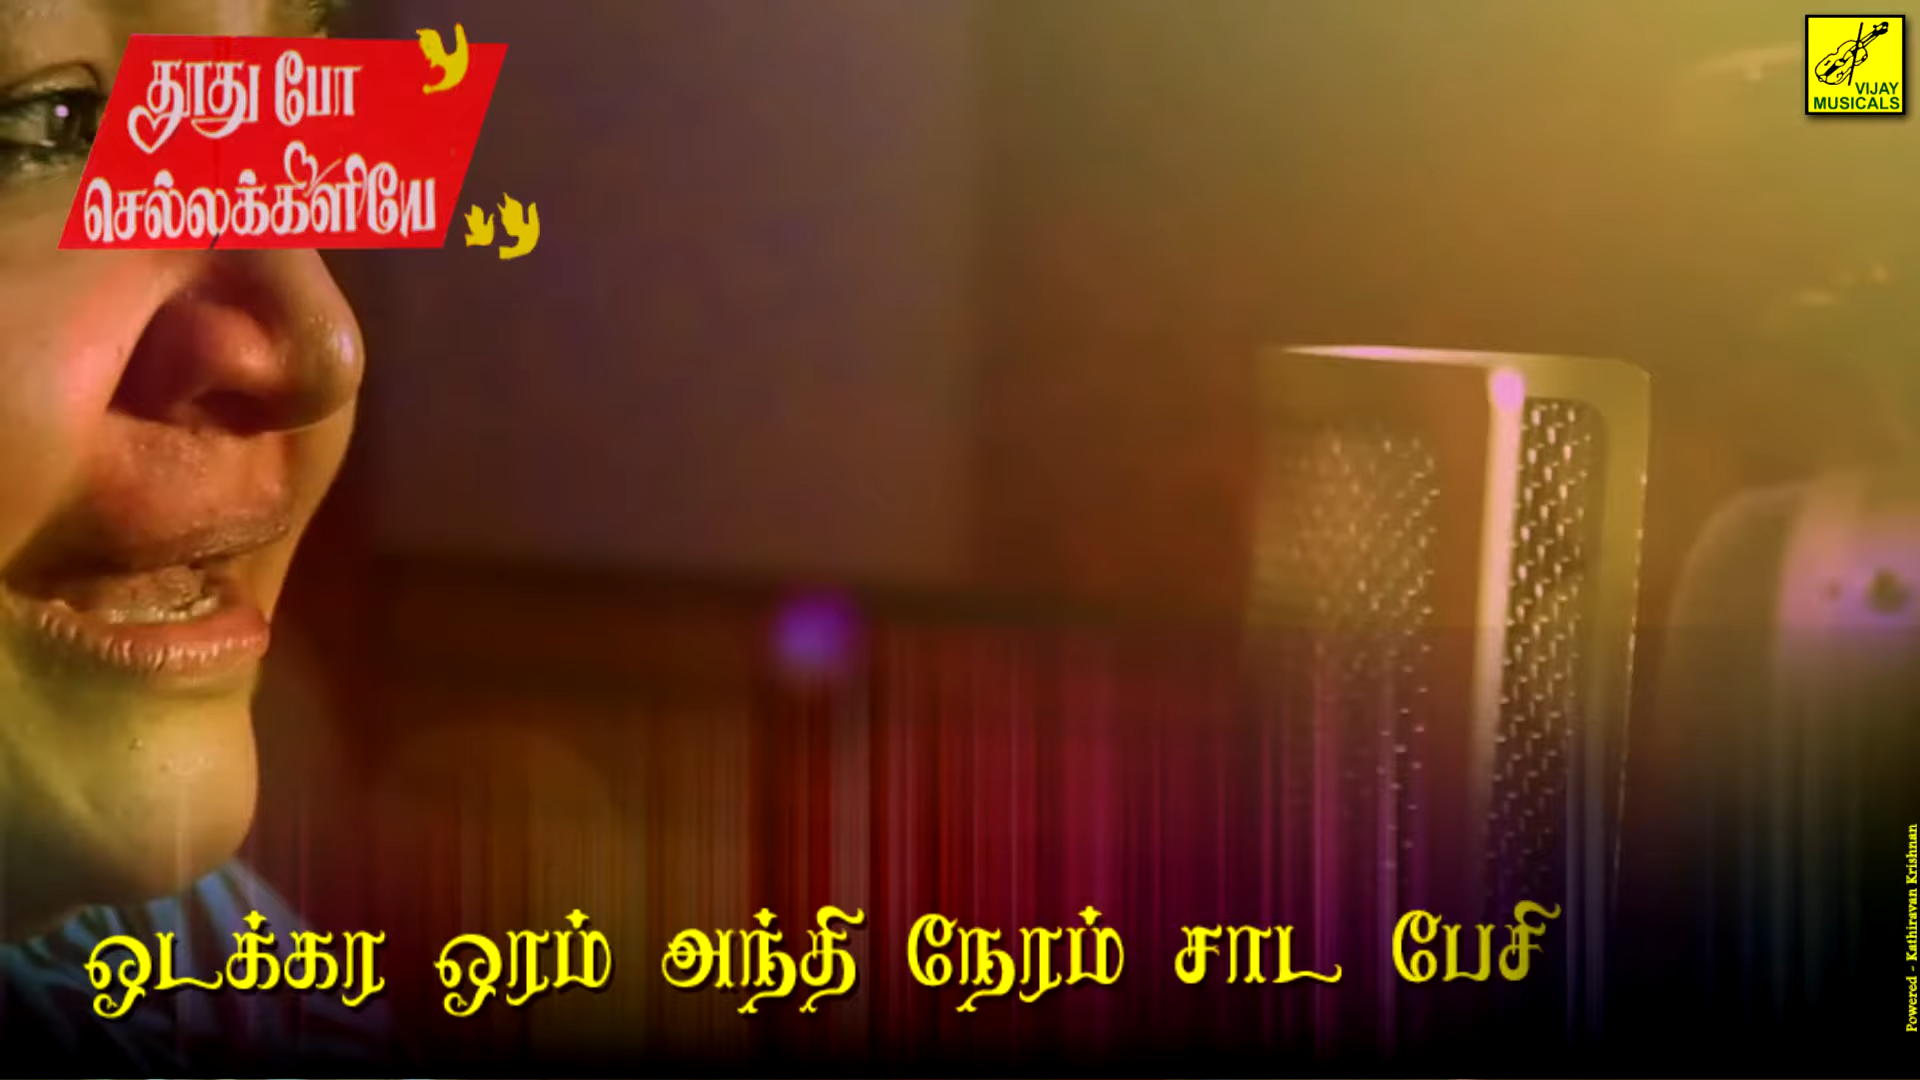 தூது போ
செல்லக்கிளியே
VIJAY
MUSICALS
ஓடக்கர ஓரம் அந்தி நேரம் சாட பேசி
Powered - Kathiravan Krishnan